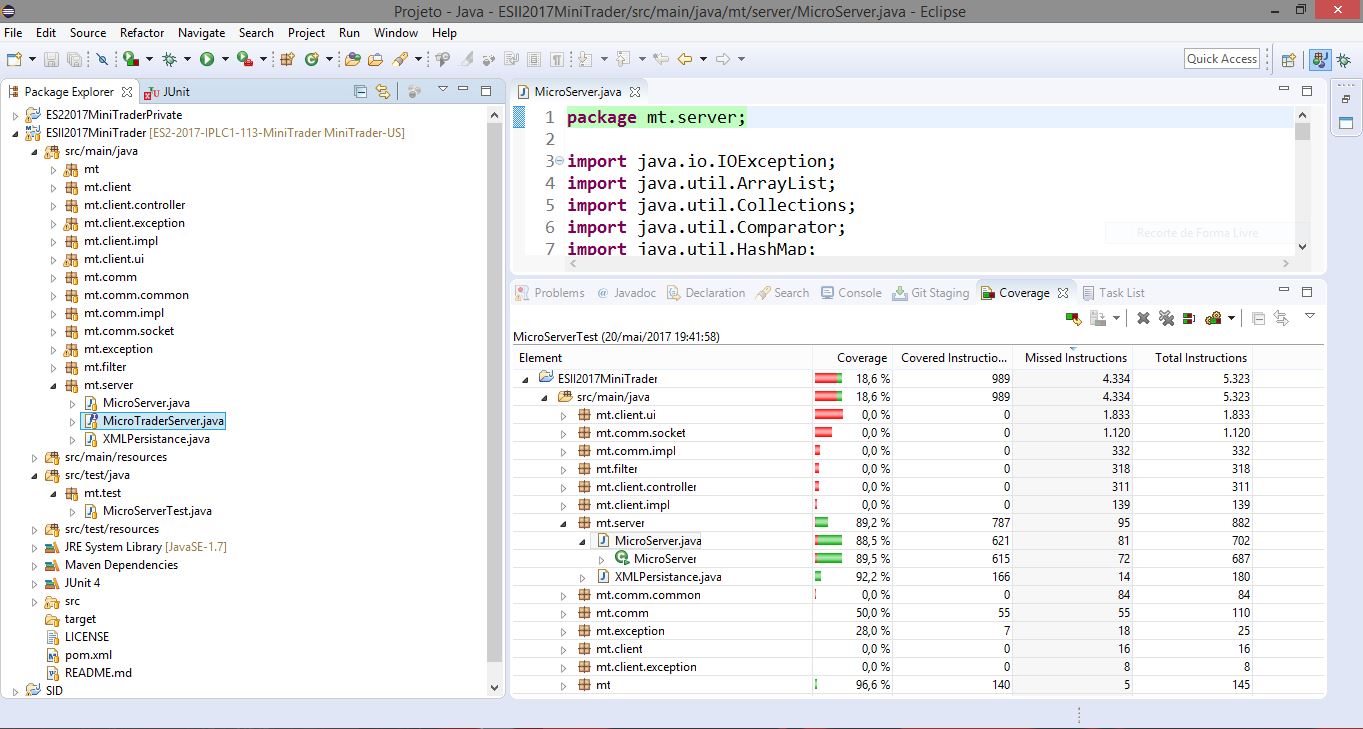 Projeto - Java - ESII2017MiniTrader/src/main/java/mt/server/MicroServer.java - Eclipse
File Edit Source Refactor Navigate Search Project Run Window Help
Quick Access
Package Explorer JUnit
ES22017MiniTraderPrivate
ESII2017MiniTrader [ES2-2017-IPLC1-113-MiniTrader MiniTrader-US]
src/main/java
mt
mt.client
mt.client.controller
mt.client.exception
mt.client.impl
mt.client.ui
mt.comm
mt.comm.common
mt.comm.impl
mt.comm.socket
mt.exception
mt.filter
mt.server
MicroServer.java
MicroTraderServer.java
XMLPersistance.java
src/main/resources
src/test/java
mt.test
MicroServerTest.java
src/test/resources
JRE System Library [JavaSE-1.7]
Maven Dependencies
JUnit 4
src
target
LICENSE
pom.xml
README.md
SID
MicroServer.java
1 package mt.server;
2
3 import java.io.IOException;
4 import java.util.ArrayList;
5 import java.util.Collections;
6 import java.util.Comparator;
7 import java.util.HashMap;
Recorte de Forma Livre
Problems @ Javadoc Declaration Search Console Git Staging Coverage Task List
MicroServerTest (20/mai/2017 19:41:58)
Element Coverage Covered Instructio... Missed Instructions Total Instructions
ESII2017MiniTrader 18,6 % 989 4.334 5.323
src/main/java 18,6 % 989 4.334 5.323
mt.client.ui 0,0 % 0 1.833 1.833
mt.comm.socket 0,0 % 0 1.120 1.120
mt.comm.impl 0,0 % 0 332 332
mt.filter 0,0 % 0 318 318
mt.client.controller 0,0 % 0 311 311
mt.client.impl 0,0 % 0 139 139
mt.server 89,2 % 787 95 882
MicroServer.java 88,5 % 621 81 702
MicroServer 89,5 % 615 72 687
XMLPersistance.java 92,2 % 166 14 180
mt.comm.common 0,0 % 0 84 84
mt.comm 50,0 % 55 55 110
mt.exception 28,0 % 7 18 25
mt.client 0,0 % 0 16 16
mt.client.exception 0,0 % 0 8 8
mt 96,6 % 140 5 145